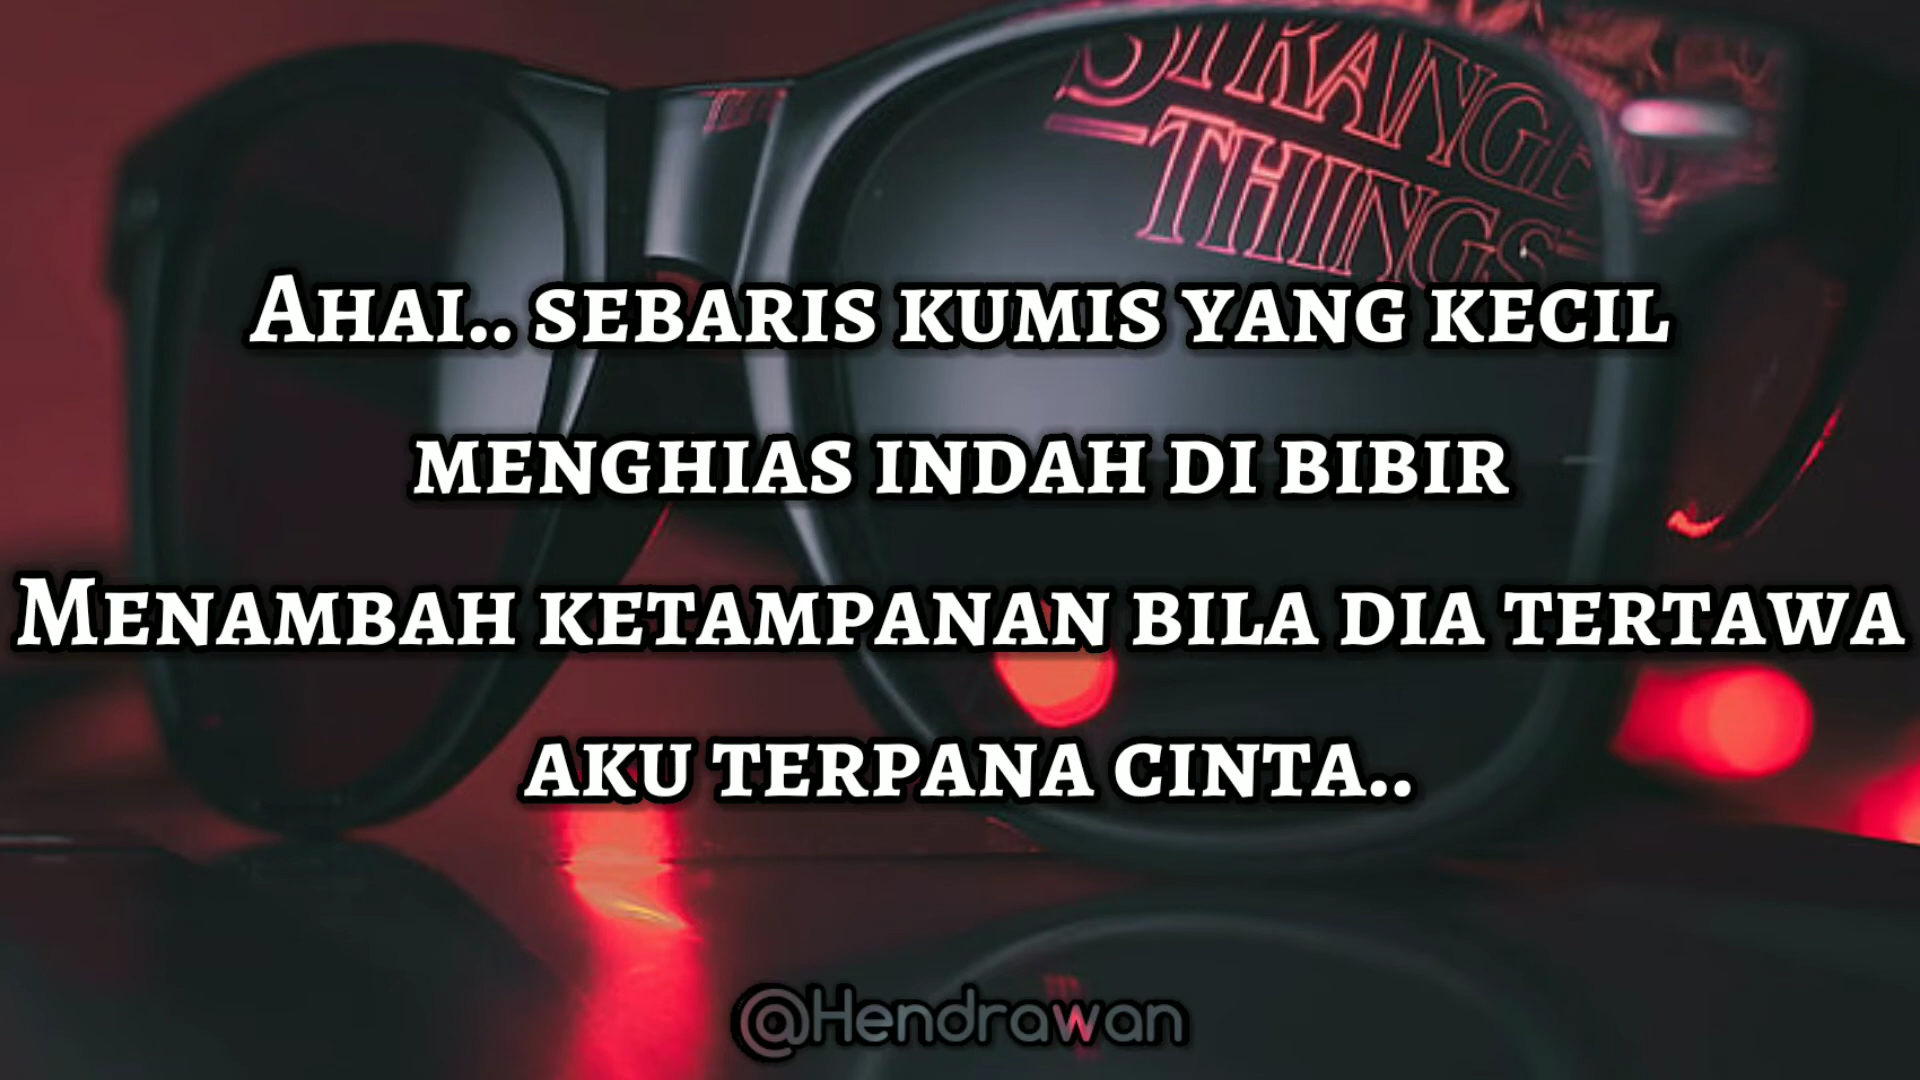 STRANGE
THINGS
Ahai.. sebaris kumis yang kecil
menghias indah di bibir
Menambah ketampanan bila dia tertawa
aku terpana cinta..
@Hendrawan